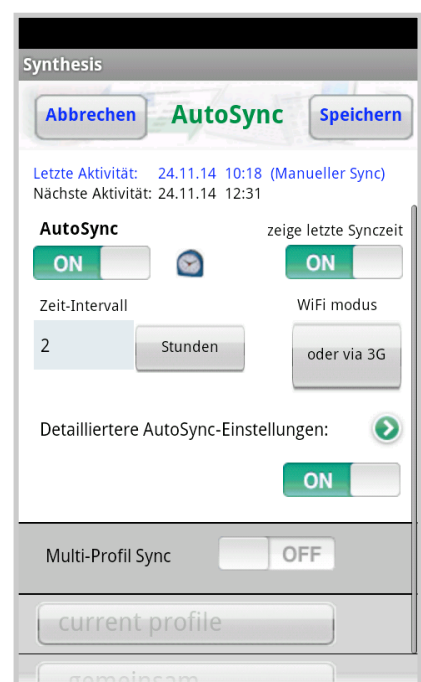 Synthesis
Abbrechen AutoSync Speichern
Letzte Aktivität: 24.11.14 10:18 (Manueller Sync)
Nächste Aktivität: 24.11.14 12:31
AutoSync zeige letzte Synczeit
ON ON
Zeit-Intervall WiFi modus
2 Stunden oder via 3G
Detailliertere AutoSync-Einstellungen:
ON
Multi-Profil Sync OFF
current profile
gemeinsam